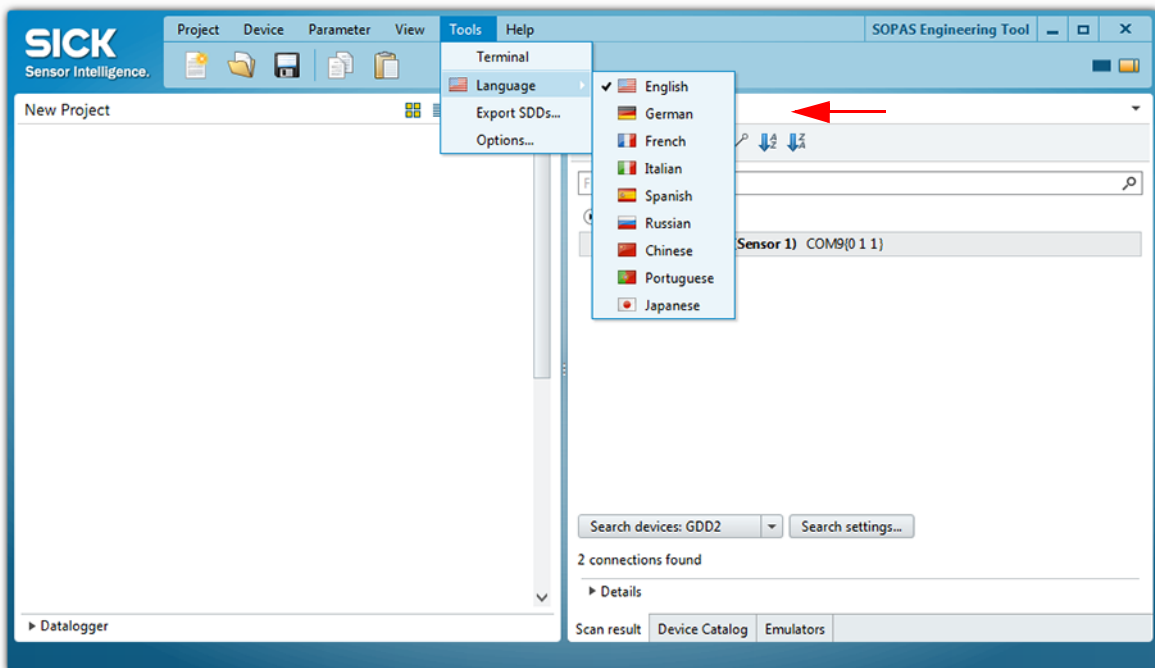 SICK
Sensor Intelligence.
Project Device Parameter View Tools Help
SOPAS Engineering Tool
New Project
Terminal
Language
Export SDDs...
Options...
English
German
French
Italian
Spanish
Russian
Chinese
Portuguese
Japanese
(Sensor 1) COM9{0 1 1}
Search devices: GDD2
Search settings...
2 connections found
Details
Datalogger
Scan result Device Catalog Emulators